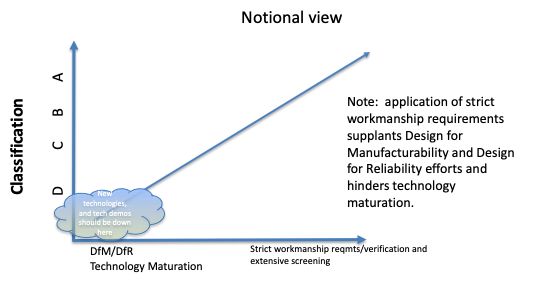 Notional view
Classification
A
B
C
D
New
technologies,
and tech demos
should be down
here
Note:  application of strict
workmanship requirements
supplants Design for
Manufacturability and Design
for Reliability efforts and
hinders technology
maturation.
DfM/DfR
Technology Maturation
Strict workmanship reqmts/verification and
extensive screening